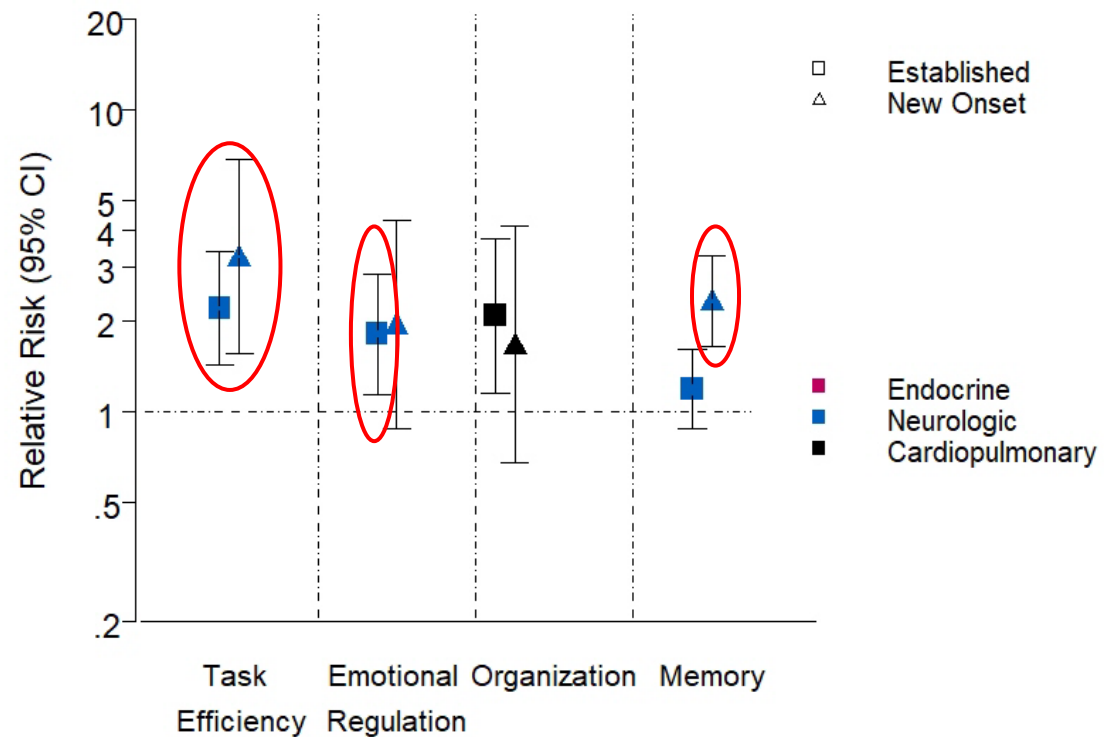 Relative Risk (95% CI)
20
10
5
4
3
2
1
.5
.2
Task
Efficiency
Emotional
Regulation
Organization
Memory
Established
New Onset
Endocrine
Neurologic
Cardiopulmonary